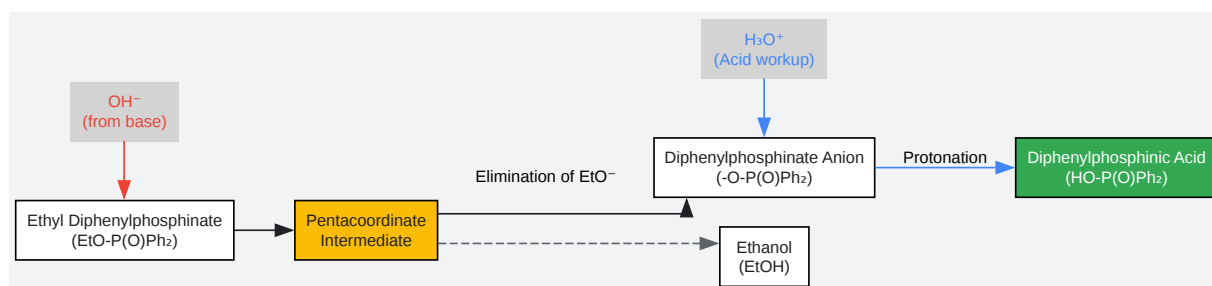 H₃O⁺
(Acid workup)
OH⁻
(from base)
Diphenylphosphinate Anion
(-O-P(O)Ph₂)
Protonation
Diphenylphosphinic Acid
(HO-P(O)Ph₂)
Elimination of EtO⁻
Ethyl Diphenylphosphinate
(EtO-P(O)Ph₂)
Pentacoordinate
Intermediate
Ethanol
(EtOH)